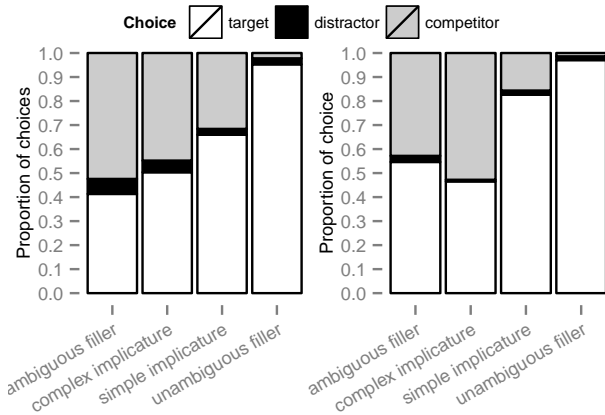 Choice target distractor competitor
Proportion of choices
1.0
0.9
0.8
0.7
0.6
0.5
0.4
0.3
0.2
0.1
0.0
ambiguous filler
complex implicature
simple implicature
unambiguous filler
Proportion of choice
1.0
0.9
0.8
0.7
0.6
0.5
0.4
0.3
0.2
0.1
0.0
ambiguous filler
complex implicature
simple implicature
unambiguous filler